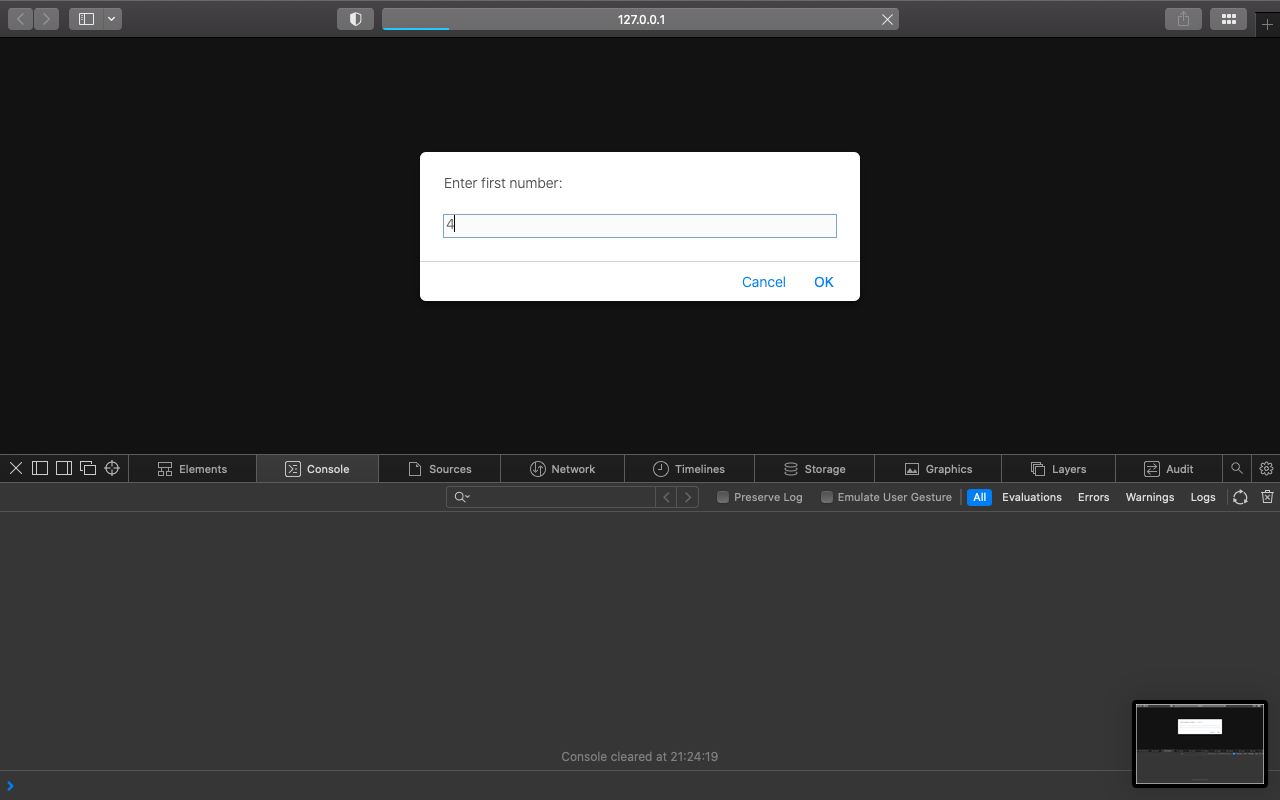 127.0.0.1
Enter first number:
4
Cancel OK
Elements Console Sources Network Timelines Storage Graphics Layers Audit
Preserve Log Emulate User Gesture All Evaluations Errors Warnings Logs
Console cleared at 21:24:19